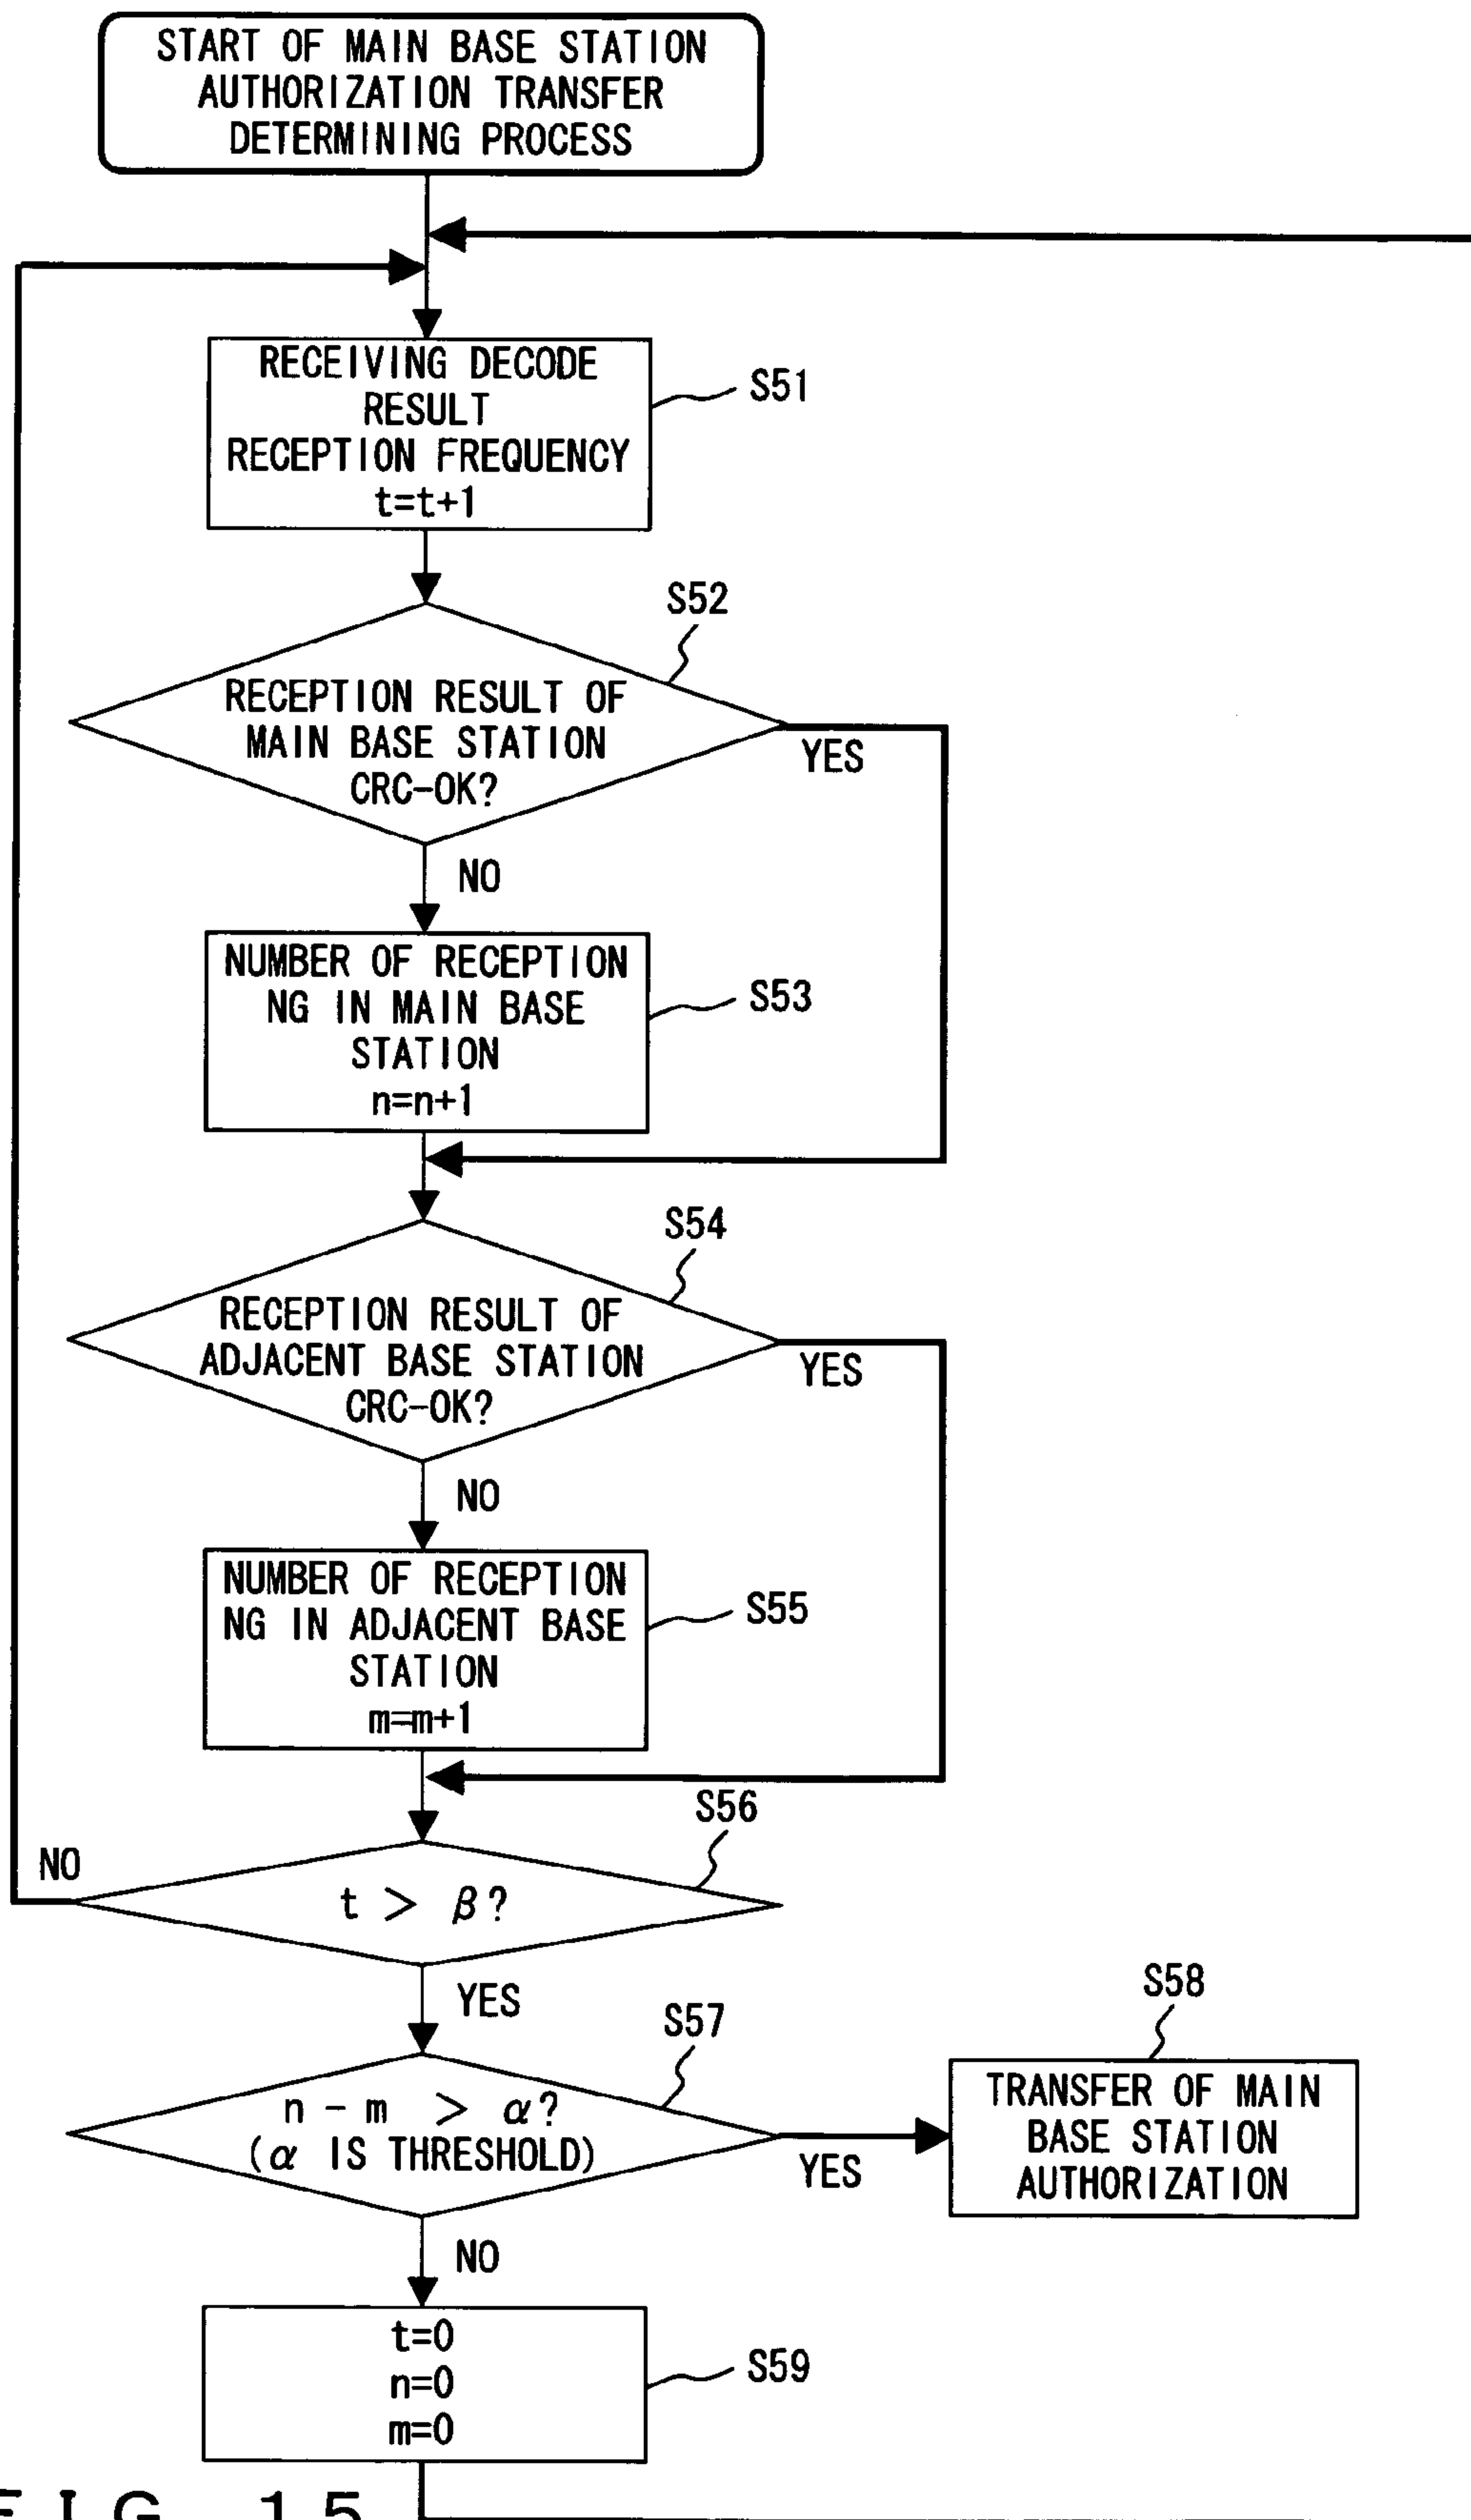 START OF MAIN BASE STATION
AUTHORIZATION TRANSFER
DETERMINING PROCESS
RECEIVING DECODE
RESULT
RECEPTION FREQUENCY
t=t+1
S51
S52
RECEPTION RESULT OF
MAIN BASE STATION
CRC-OK?
YES
NO
NUMBER OF RECEPTION
NG IN MAIN BASE
STATION
n=n+1
S53
S54
RECEPTION RESULT OF
ADJACENT BASE STATION
CRC-OK?
YES
NO
NUMBER OF RECEPTION
NG IN ADJACENT BASE
STATION
m=m+1
S55
S56
NO
t > β?
YES
S57
n - m > α?
(α IS THRESHOLD)
YES
S58
TRANSFER OF MAIN
BASE STATION
AUTHORIZATION
NO
t=0
n=0
m=0
S59
FIG. 15